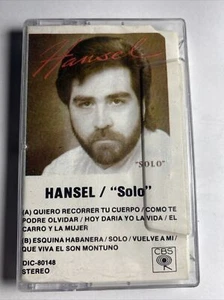 Hansel
"SOLO"
HANSEL / "Solo"
(A) QUIERO RECORRER TU CUERPO / COMO TE
PODRE OLVIDAR / HOY DARIA YO LA VIDA / EL
CARRO Y LA MUJER
(B) ESQUINA HABANERA / SOLO / VUELVE A MI /
QUE VIVA EL SON MONTUNO
DIC-80148
STEREO
CBS